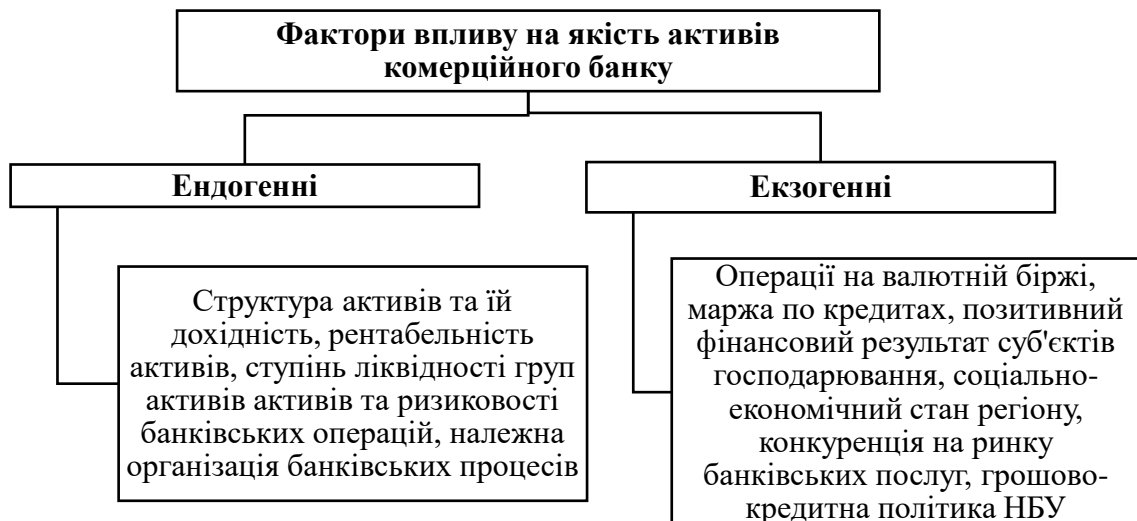 Фактори впливу на якість активів
комерційного банку
Ендогенні
Екзогенні
Структура активів та їй
дохідність, рентабельність
активів, ступінь ліквідності груп
активів активів та ризиковості
банківських операцій, належна
організація банківських процесів
Операції на валютній біржі,
маржа по кредитах, позитивний
фінансовий результат суб'єктів
господарювання, соціально-
економічний стан регіону,
конкуренція на ринку
банківських послуг, грошово-
кредитна політика НБУ